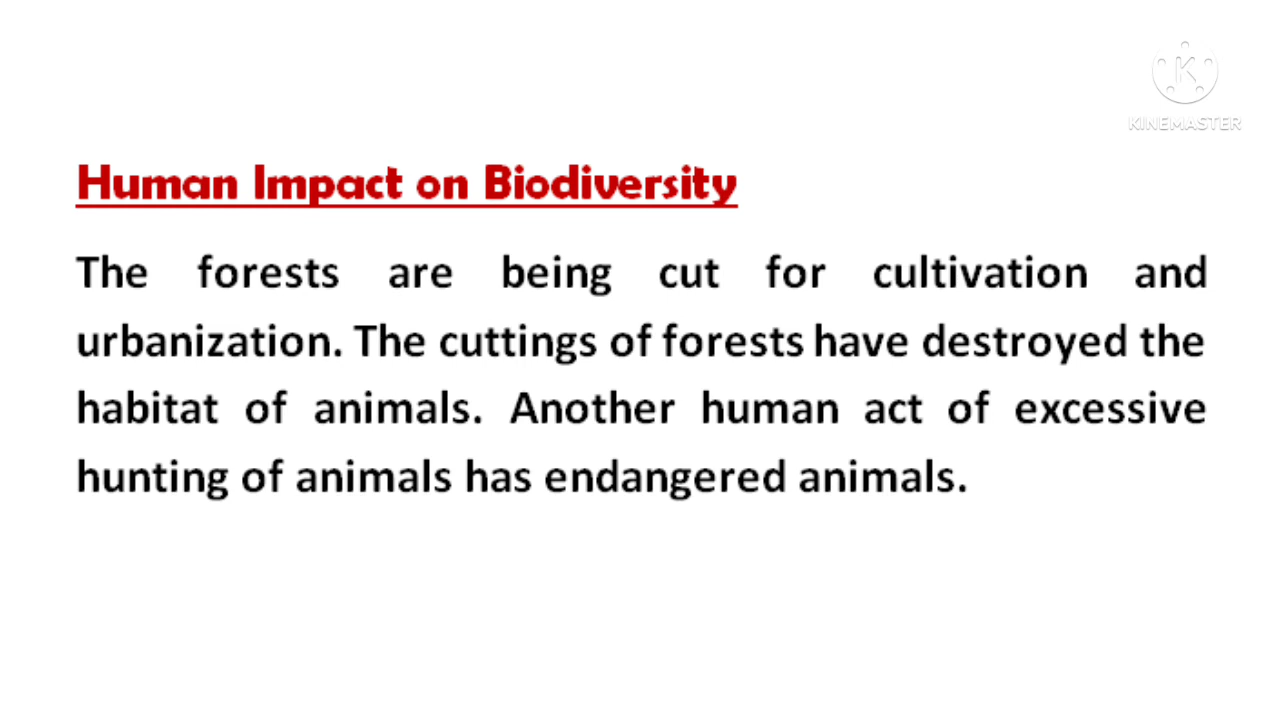 KINEMASTER
Human Impact on Biodiversity
The forests are being cut for cultivation and
urbanization. The cuttings of forests have destroyed the
habitat of animals. Another human act of excessive
hunting of animals has endangered animals.